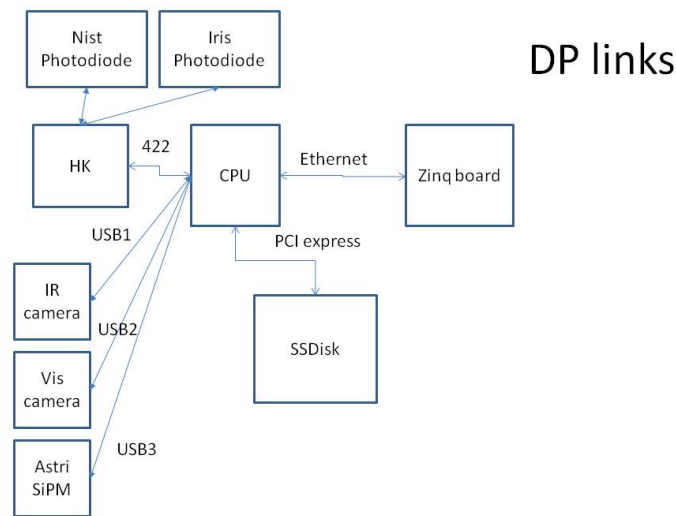 Nist
Photodiode
Iris
Photodiode
DP links
HK
422
CPU
Ethernet
Zinq board
USB1
PCI express
IR
camera
USB2
SSDisk
Vis
camera
USB3
Astri
SiPM